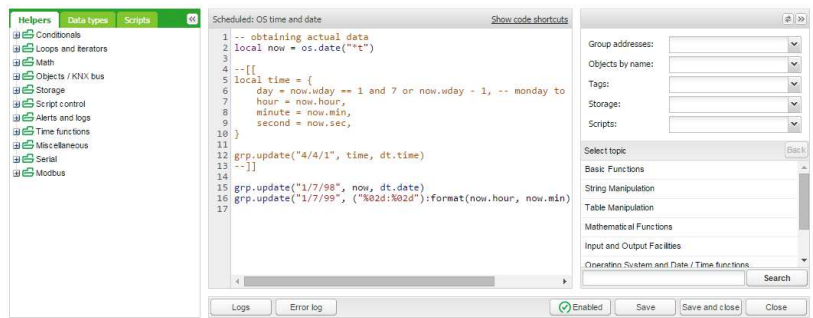 Helpers Data types Scripts
Conditionals
Loops and iterators
Math
Objects / KNX bus
Storage
Script control
Alerts and logs
Time functions
Miscellaneous
Serial
Modbus
Scheduled: OS time and date Show code shortcuts
1 -- obtaining actual data
2 local now = os.date("*t")
3
4 --[[
5 local time = {
6 day = now.wday == 1 and 7 or now.wday - 1, -- monday to
7 hour = now.hour,
8 minute = now.min,
9 second = now.sec,
10 }
11
12 grp.update("4/4/1", time, dt.time)
13 --]]
14
15 grp.update("1/7/98", now, dt.date)
16 grp.update("1/7/99", ("%02d:%02d"):format(now.hour, now.min)
17
Group addresses:
Objects by name:
Tags:
Storage:
Scripts:
Select topic Back
Basic Functions
String Manipulation
Table Manipulation
Mathematical Functions
Input and Output Facilities
Operating System and Date / Time functions
Search
Logs Error log Enabled Save Save and close Close